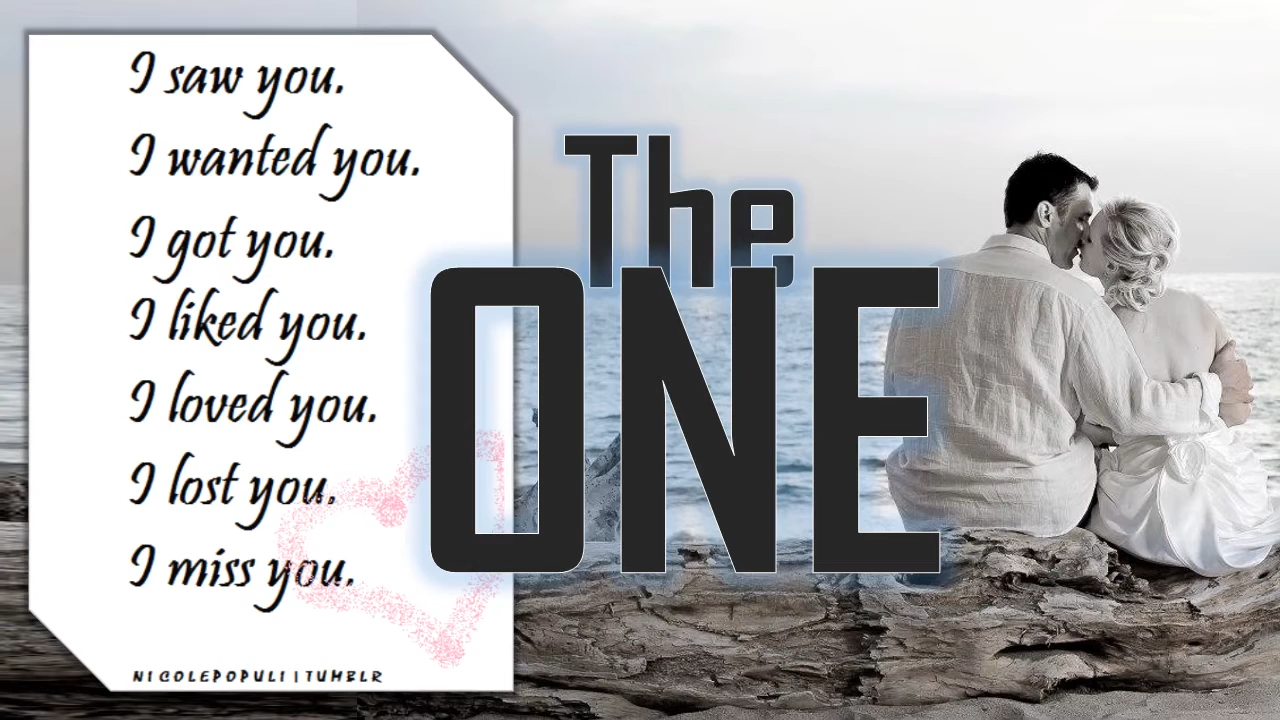 I saw you.
I wanted you.
I got you.
I liked you.
I loved you.
I lost you.
I miss you.
NICOLEPOPULI | TUMBLR
The
ONE